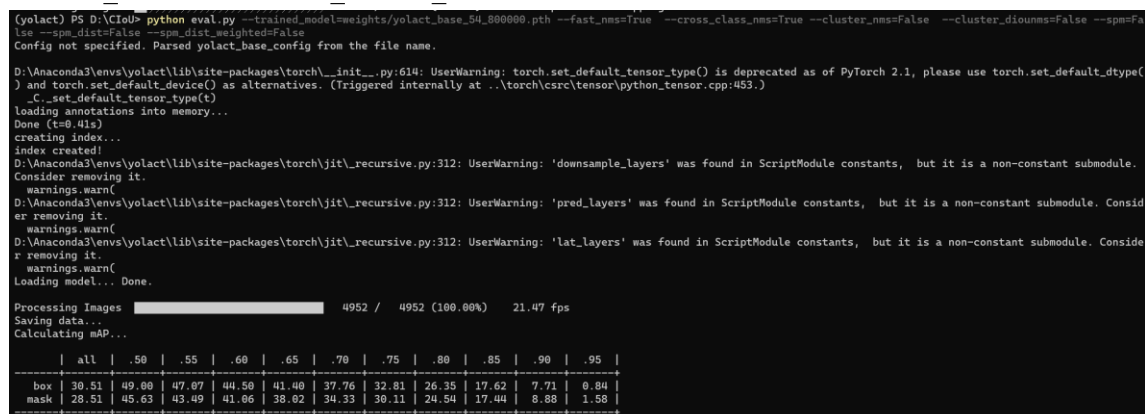 (yolact) PS D:\CIoU> python eval.py --trained_model=weights/yolact_base_54_800000.pth --fast_nms=True --cross_class_nms=True --cluster_nms=False --cluster_diounms=False --spm=Fa
lse --spm_dist=False --spm_dist_weighted=False
Config not specified. Parsed yolact_base_config from the file name.
D:\Anaconda3\envs\yolact\lib\site-packages\torch\__init__.py:614: UserWarning: torch.set_default_tensor_type() is deprecated as of PyTorch 2.1, please use torch.set_default_dtype(
) and torch.set_default_device() as alternatives. (Triggered internally at ..\torch\csrc\tensor\python_tensor.cpp:453.)
_C._set_default_tensor_type(t)
loading annotations into memory...
Done (t=0.41s)
creating index...
index created!
D:\Anaconda3\envs\yolact\lib\site-packages\torch\jit\_recursive.py:312: UserWarning: 'downsample_layers' was found in ScriptModule constants, but it is a non-constant submodule.
Consider removing it.
warnings.warn(
D:\Anaconda3\envs\yolact\lib\site-packages\torch\jit\_recursive.py:312: UserWarning: 'pred_layers' was found in ScriptModule constants, but it is a non-constant submodule. Consid
er removing it.
warnings.warn(
D:\Anaconda3\envs\yolact\lib\site-packages\torch\jit\_recursive.py:312: UserWarning: 'lat_layers' was found in ScriptModule constants, but it is a non-constant submodule. Conside
r removing it.
warnings.warn(
Loading model... Done.
Processing Images 4952 / 4952 (100.00%) 21.47 fps
Saving data...
Calculating mAP...
| all | .50 | .55 | .60 | .65 | .70 | .75 | .80 | .85 | .90 | .95 |
-------+-------+-------+-------+-------+-------+-------+-------+-------+-------+-------+-------+
box | 30.51 | 49.00 | 47.07 | 44.50 | 41.40 | 37.76 | 32.81 | 26.35 | 17.62 | 7.71 | 0.84 |
mask | 28.51 | 45.63 | 43.49 | 41.06 | 38.02 | 34.33 | 30.11 | 24.54 | 17.44 | 8.88 | 1.58 |
-------+-------+-------+-------+-------+-------+-------+-------+-------+-------+-------+-------+